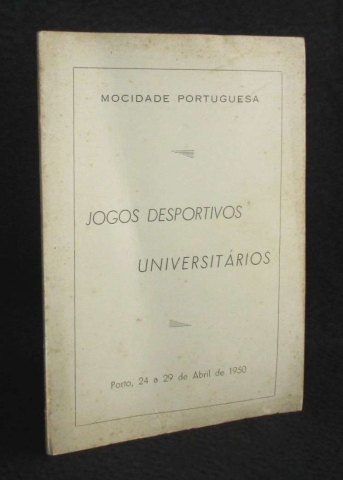 MOCIDADE PORTUGUESA
JOGOS DESPORTIVOS
UNIVERSITÁRIOS
Porto, 24 a 29 de Abril de 1950